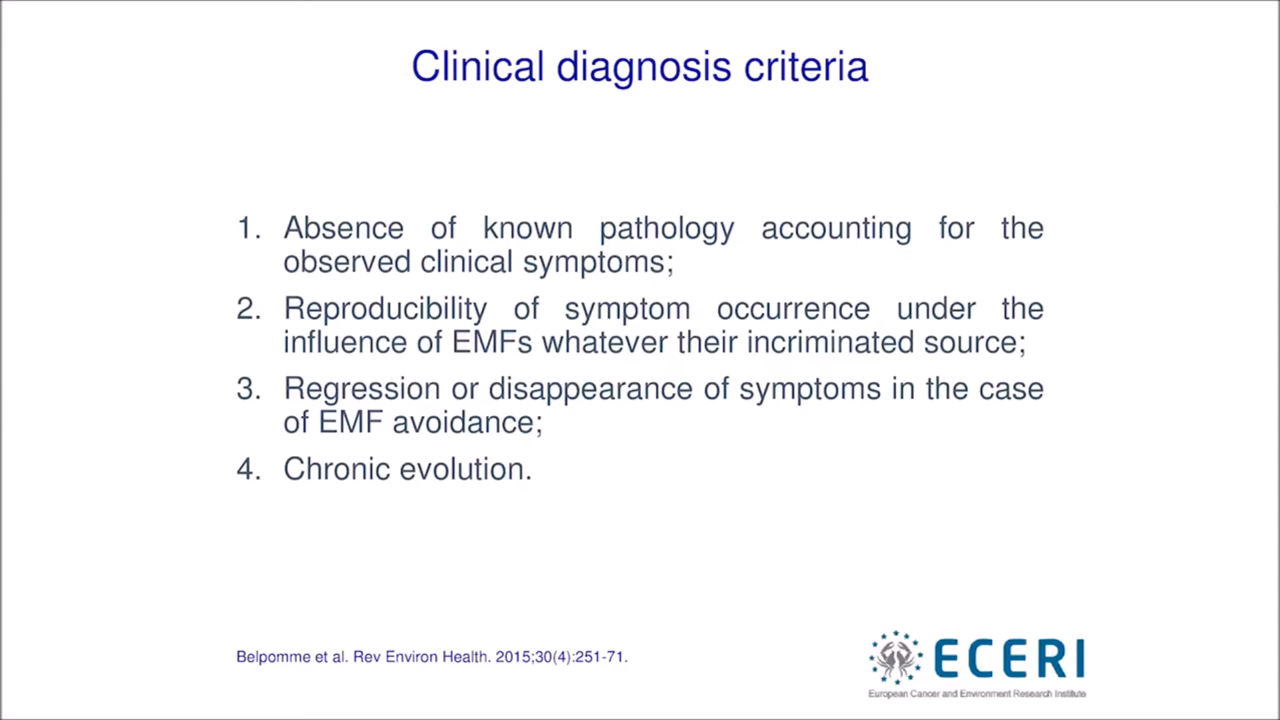 Clinical diagnosis criteria
1. Absence of known pathology accounting for the
observed clinical symptoms;
2. Reproducibility of symptom occurrence under the
influence of EMFs whatever their incriminated source;
3. Regression or disappearance of symptoms in the case
of EMF avoidance;
4. Chronic evolution.
Belpomme et al. Rev Environ Health. 2015;30(4):251-71.
ECERI
European Cancer and Environment Research Institute